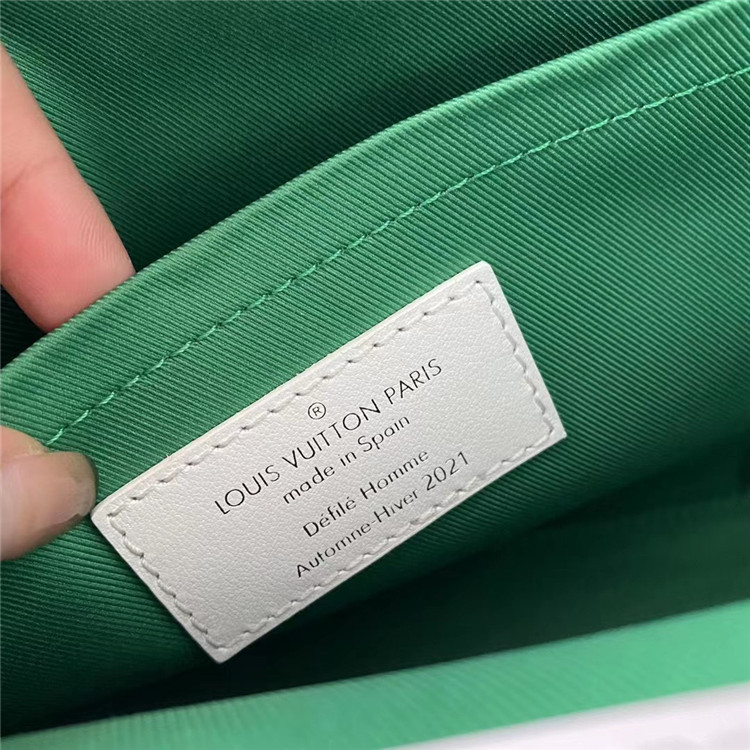 ®
LOUIS VUITTON PARIS
made in Spain
Défilé Homme
Automne-Hiver 2021